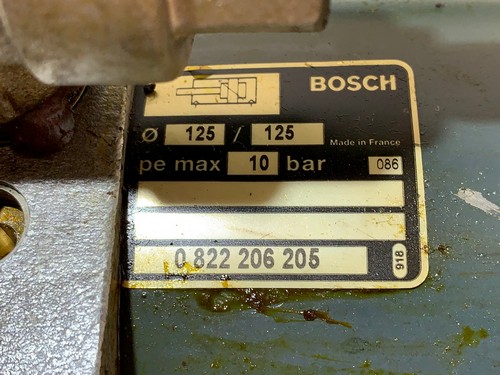 BOSCH
Ø 125 / 125
Made in France
pe max 10 bar 086
0 822 206 205
918